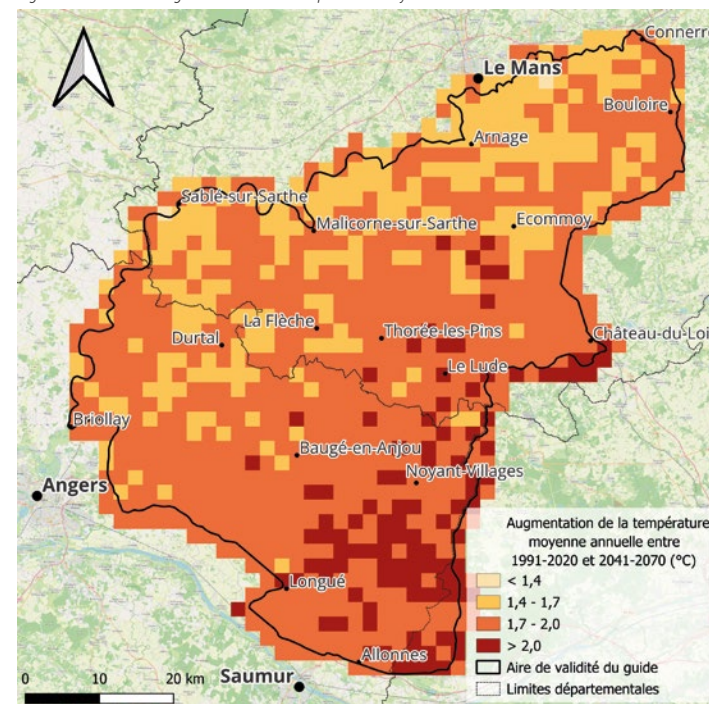 Connerré
Le Mans
Bouloire
Arnage
Sablé-sur-Sarthe
Malicorne-sur-Sarthe
Ecommoy
La Flèche
Durtal
Thorée-les-Pins
Château-du-Loi
Le Lude
Briollay
Baugé-en-Anjou
Noyant-Villages
Angers
Augmentation de la température
moyenne annuelle entre
1991-2020 et 2041-2070 (°C)
< 1,4
1,4 - 1,7
1,7 - 2,0
> 2,0
Aire de validité du guide
Limites départementales
Longué
Allonnes
Saumur
0 10 20 km